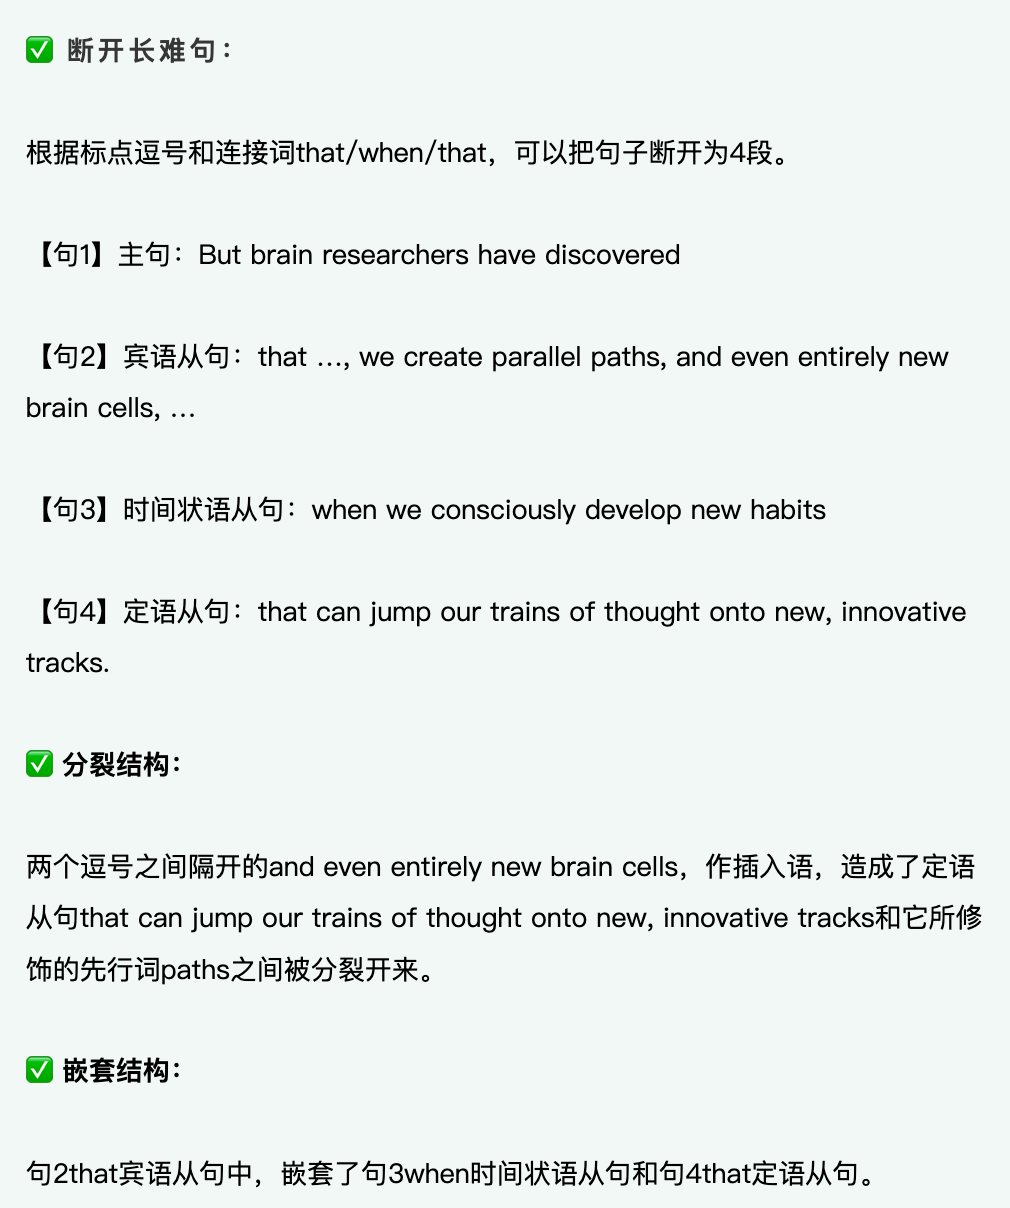 ✅ 断开长难句：
根据标点逗号和连接词that/when/that，可以把句子断开为4段。
【句1】主句：But brain researchers have discovered
【句2】宾语从句：that …, we create parallel paths, and even entirely new
brain cells, …
【句3】时间状语从句：when we consciously develop new habits
【句4】定语从句：that can jump our trains of thought onto new, innovative
tracks.
✅ 分裂结构：
两个逗号之间隔开的and even entirely new brain cells，作插入语，造成了定语
从句that can jump our trains of thought onto new, innovative tracks和它所修
饰的先行词paths之间被分裂开来。
✅ 嵌套结构：
句2that宾语从句中，嵌套了句3when时间状语从句和句4that定语从句。